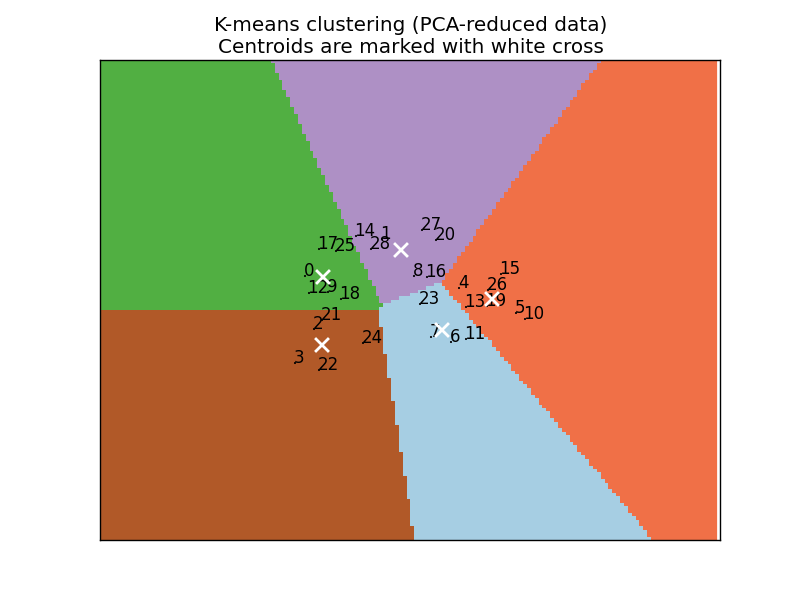 K-means clustering (PCA-reduced data)
Centroids are marked with white cross
27
14 1 20
17 25 28
0 8 16 15
12 9 18 4 26
23 13 19
21 5 10
2
24 7 6 11
3 22